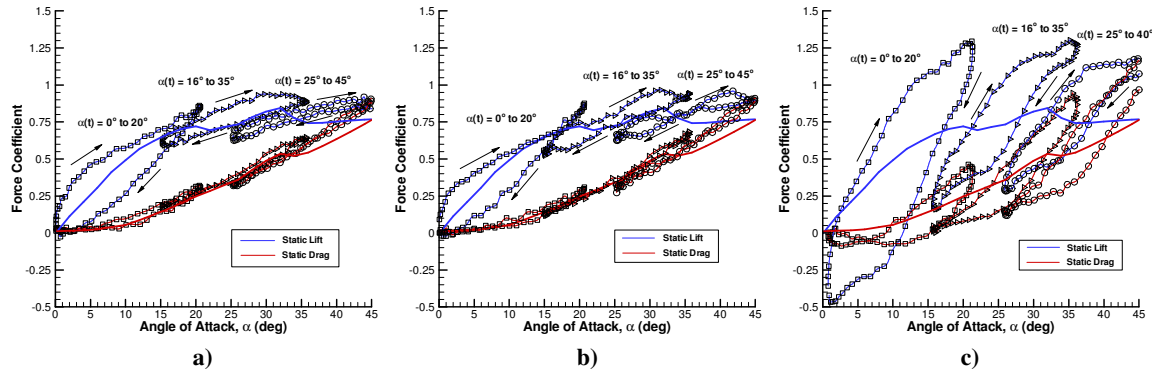 1.5
1.25
1
0.75
0.5
0.25
0
-0.25
-0.5
Force Coefficient
α(t) = 0° to 20°
α(t) = 16° to 35°
α(t) = 25° to 45°
Static Lift
Static Drag
0 5 10 15 20 25 30 35 40 45
Angle of Attack, α (deg)
a)
1.5
1.25
1
0.75
0.5
0.25
0
-0.25
-0.5
Force Coefficient
α(t) = 0° to 20°
α(t) = 16° to 35°
α(t) = 25° to 45°
Static Lift
Static Drag
0 5 10 15 20 25 30 35 40 45
Angle of Attack, α (deg)
b)
1.5
1.25
1
0.75
0.5
0.25
0
-0.25
-0.5
Force Coefficient
α(t) = 0° to 20°
α(t) = 16° to 35°
α(t) = 25° to 40°
Static Lift
Static Drag
0 5 10 15 20 25 30 35 40 45
Angle of Attack, α (deg)
c)